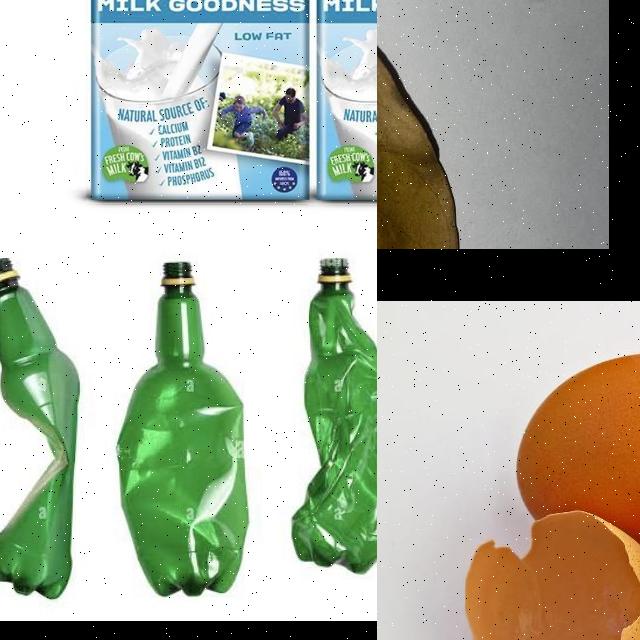 MILK GOODNESS
LOW FAT
NATURAL SOURCE OF:
✓ CALCIUM
✓ PROTEIN
✓ VITAMIN B2
✓ VITAMIN B12
✓ PHOSPHORUS
FRESH COW'S
MILK
MILK
NATURA
FRESH COW'S
MILK
a
a
a
a